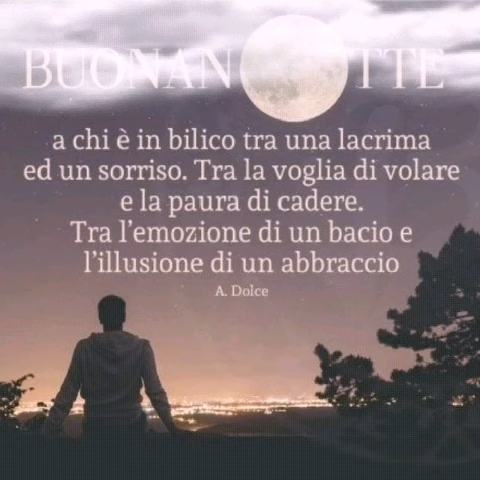 BUONANOTTE
a chi è in bilico tra una lacrima
ed un sorriso. Tra la voglia di volare
e la paura di cadere.
Tra l'emozione di un bacio e
l'illusione di un abbraccio
A. Dolce